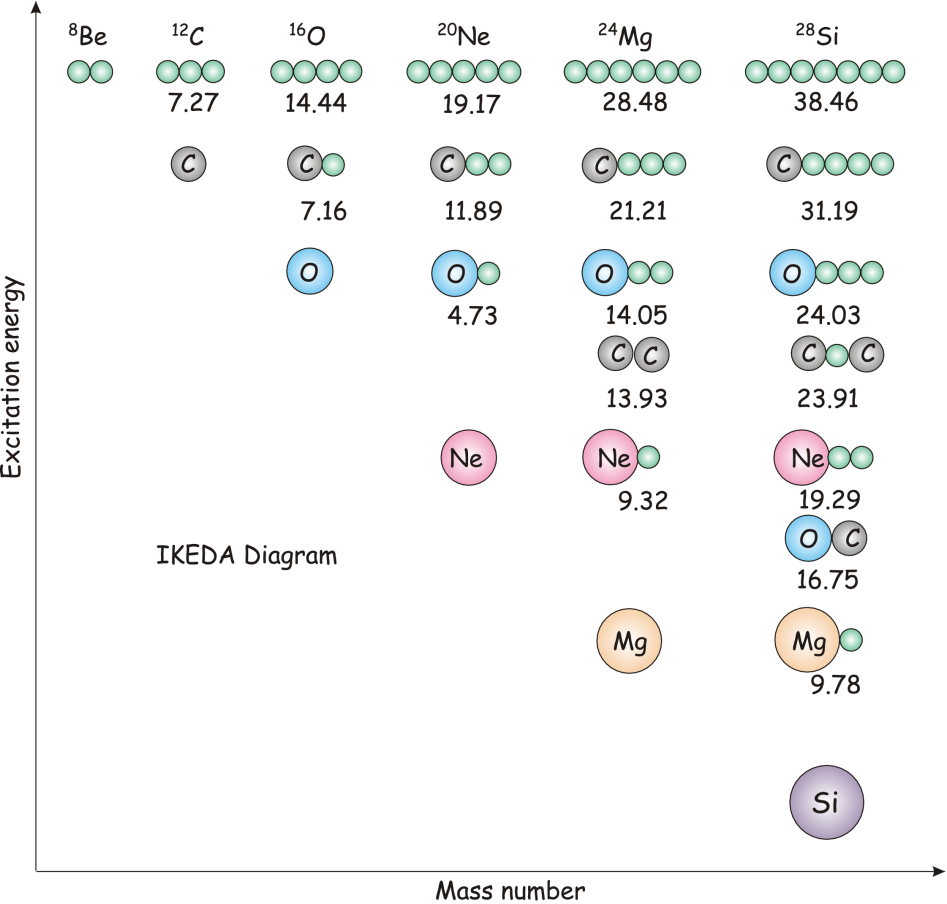 ⁸Be ¹²C ¹⁶O ²⁰Ne ²⁴Mg ²⁸Si
7.27 14.44 19.17 28.48 38.46
C C C C C
7.16 11.89 21.21 31.19
O O O O
4.73 14.05 24.03
C C C C
13.93 23.91
Ne Ne Ne
9.32 19.29
O C
16.75
IKEDA Diagram
Mg Mg
9.78
Si
Excitation energy
Mass number